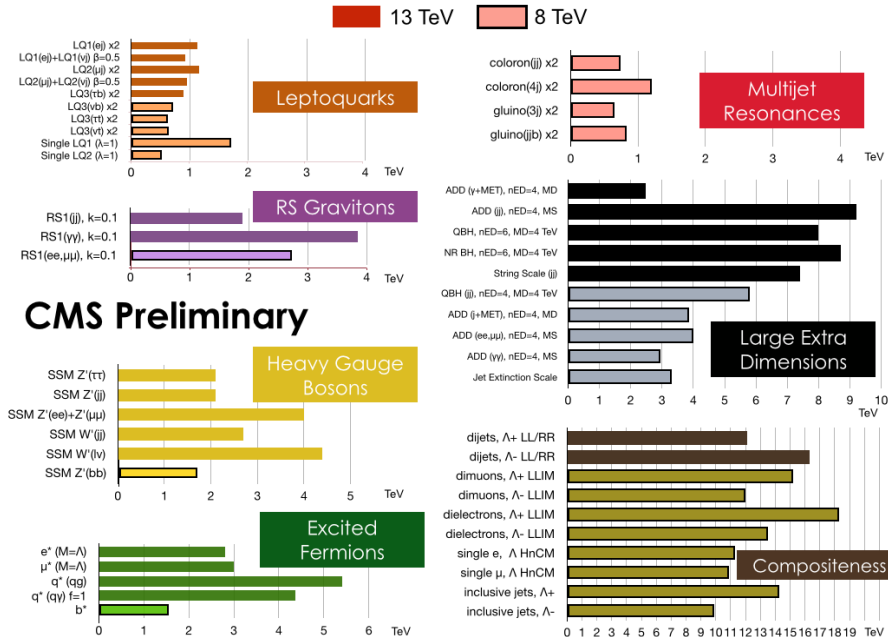 13 TeV
8 TeV
LQ1(ej) x2
LQ1(ej)+LQ1(νj) β=0.5
LQ2(μj) x2
LQ2(μj)+LQ2(νj) β=0.5
LQ3(τb) x2
LQ3(νb) x2
LQ3(ττ) x2
LQ3(vt) x2
Single LQ1 (λ=1)
Single LQ2 (λ=1)
0 1 2 3 4
TeV
Leptoquarks
RS Gravitons
RS1(jj), k=0.1
RS1(γγ), k=0.1
RS1(ee,μμ), k=0.1
0 1 2 3 4
TeV
CMS Preliminary
Heavy Gauge
Bosons
SSM Z'(ττ)
SSM Z'(jj)
SSM Z'(ee)+Z'(μμ)
SSM W'(jj)
SSM W'(lv)
SSM Z'(bb)
0 1 2 3 4 5
TeV
Excited
Fermions
e* (M=Λ)
μ* (M=Λ)
q* (qg)
q* (qγ) f=1
b*
0 1 2 3 4 5 6
TeV
coloron(jj) x2
coloron(4j) x2
gluino(3j) x2
gluino(jjb) x2
0 1 2 3 4
TeV
Multijet
Resonances
ADD (γ+MET), nED=4, MD
ADD (jj), nED=4, MS
QBH, nED=6, MD=4 TeV
NR BH, nED=6, MD=4 TeV
String Scale (jj)
QBH (jj), nED=4, MD=4 TeV
ADD (j+MET), nED=4, MD
ADD (ee,μμ), nED=4, MS
ADD (γγ), nED=4, MS
Jet Extinction Scale
0 1 2 3 4 5 6 7 8 9 10
TeV
Large Extra
Dimensions
dijets, Λ+ LL/RR
dijets, Λ- LL/RR
dimuons, Λ+ LLIM
dimuons, Λ- LLIM
dielectrons, Λ+ LLIM
dielectrons, Λ- LLIM
single e, Λ HnCM
single μ, Λ HnCM
inclusive jets, Λ+
inclusive jets, Λ-
0 1 2 3 4 5 6 7 8 9 10 11 12 13 14 15 16 17 18 19
TeV
Compositeness